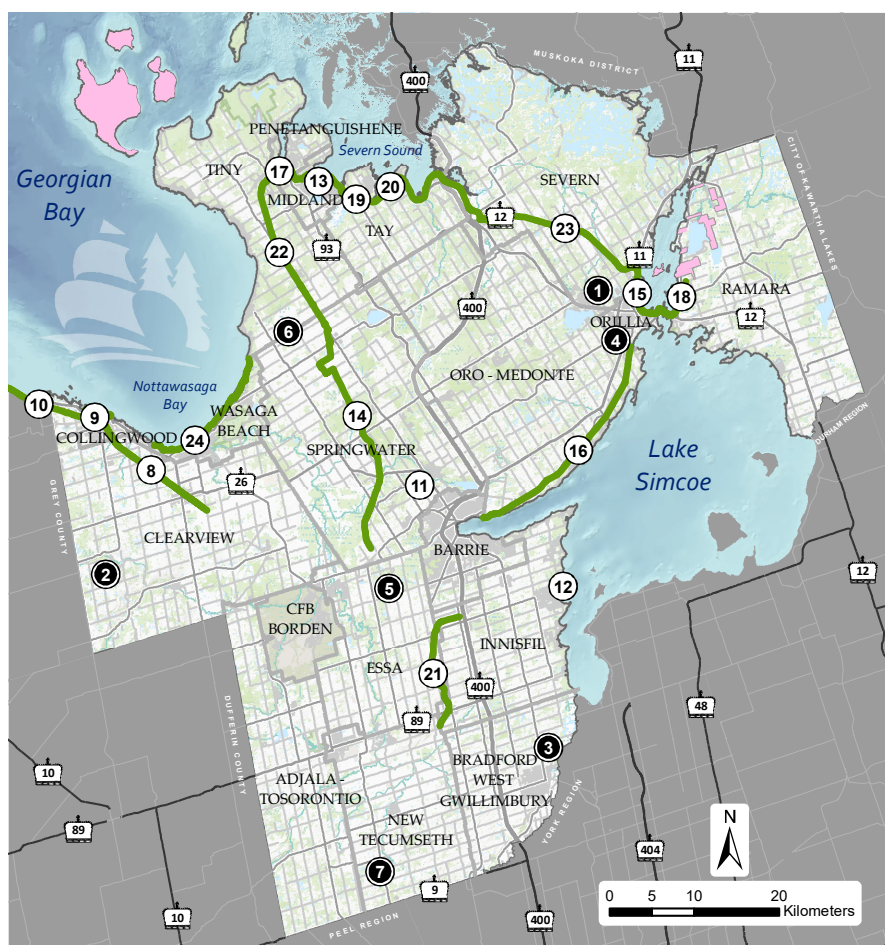 MUSKOKA DISTRICT
11
400
PENETANGUISHENE
Severn Sound
CITY OF KAWARTHA LAKES
TINY
17
13
20
SEVERN
Georgian
Bay
MIDLAND
19
12
TAY
23
93
22
11
1
15
18
RAMARA
400
12
6
ORILLIA
4
ORO - MEDONTE
Nottawasaga
Bay
10
9
WASAGA
BEACH
14
COLLINGWOOD
24
SPRINGWATER
16
DURHAM REGION
Lake
Simcoe
8
26
11
GREY COUNTY
CLEARVIEW
BARRIE
2
5
12
12
CFB
BORDEN
INNISFIL
ESSA
21
400
DUFFERIN COUNTY
89
48
3
10
ADJALA -
TOSORONTIO
BRADFORD
WEST
GWILLIMBURY
NEW
TECUMSETH
YORK REGION
89
7
404
N
9
10
400
PEEL REGION
0 5 10 20
Kilometers